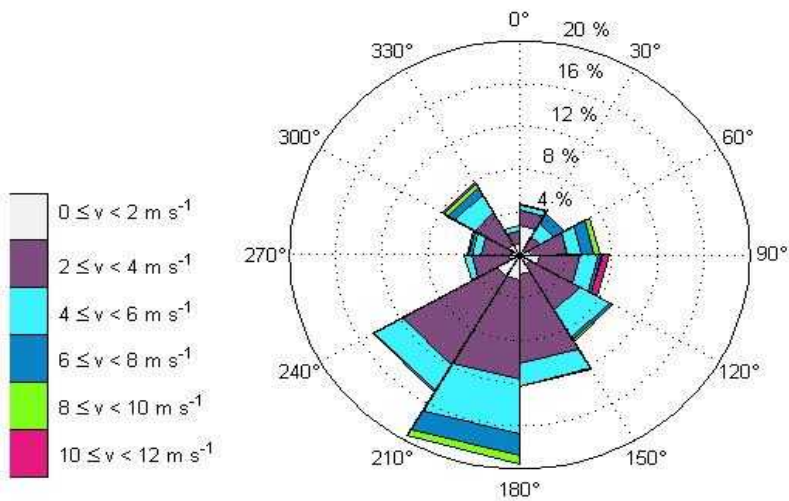 0°
20 %
330°
30°
16 %
12 %
300°
60°
8 %
4 %
0 ≤ v < 2 m s⁻¹
2 ≤ v < 4 m s⁻¹
270°
90°
4 ≤ v < 6 m s⁻¹
6 ≤ v < 8 m s⁻¹
240°
120°
8 ≤ v < 10 m s⁻¹
10 ≤ v < 12 m s⁻¹
210°
150°
180°